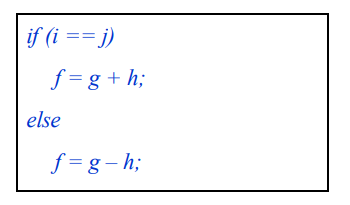 if (i == j)
f = g + h;
else
f = g – h;